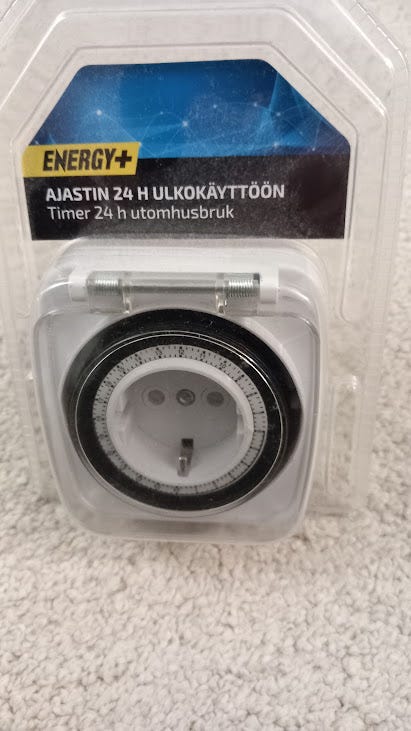 ENERGY+
AJASTIN 24 H ULKOKÄYTTÖÖN
Timer 24 h utomhusbruk